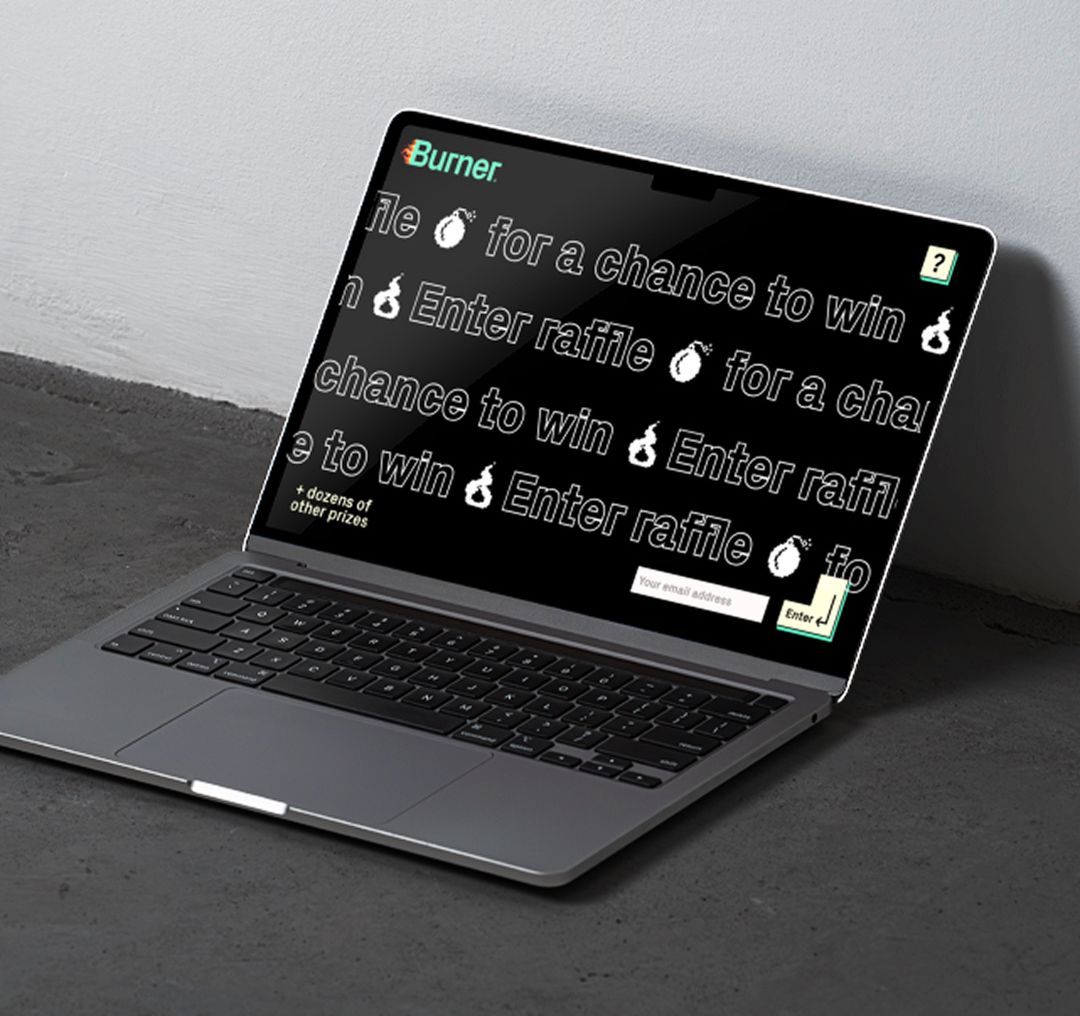 Burner
ffle for a chance to win
?
n Enter raffle for a cha
chance to win Enter raffl
e to win Enter raffle fo
+ dozens of
other prizes
Your email address
Enter